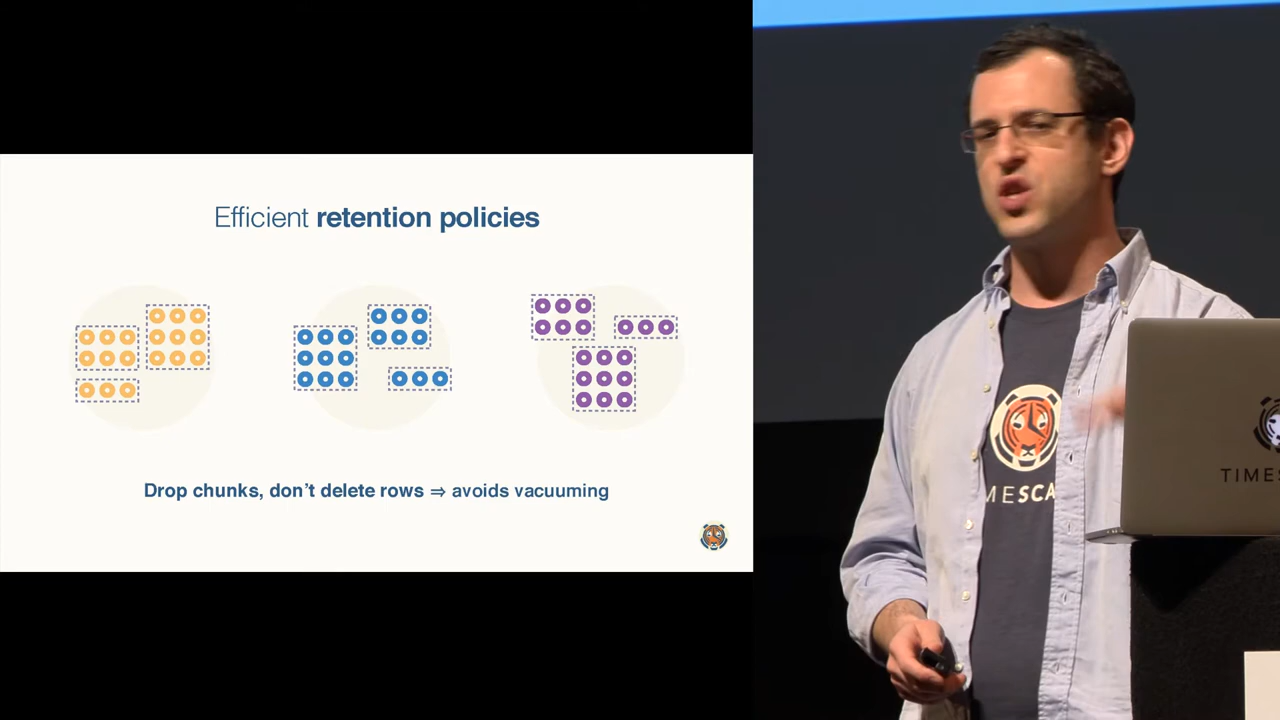 Efficient retention policies
Drop chunks, don't delete rows ⇒ avoids vacuuming
MESCA
TIMES